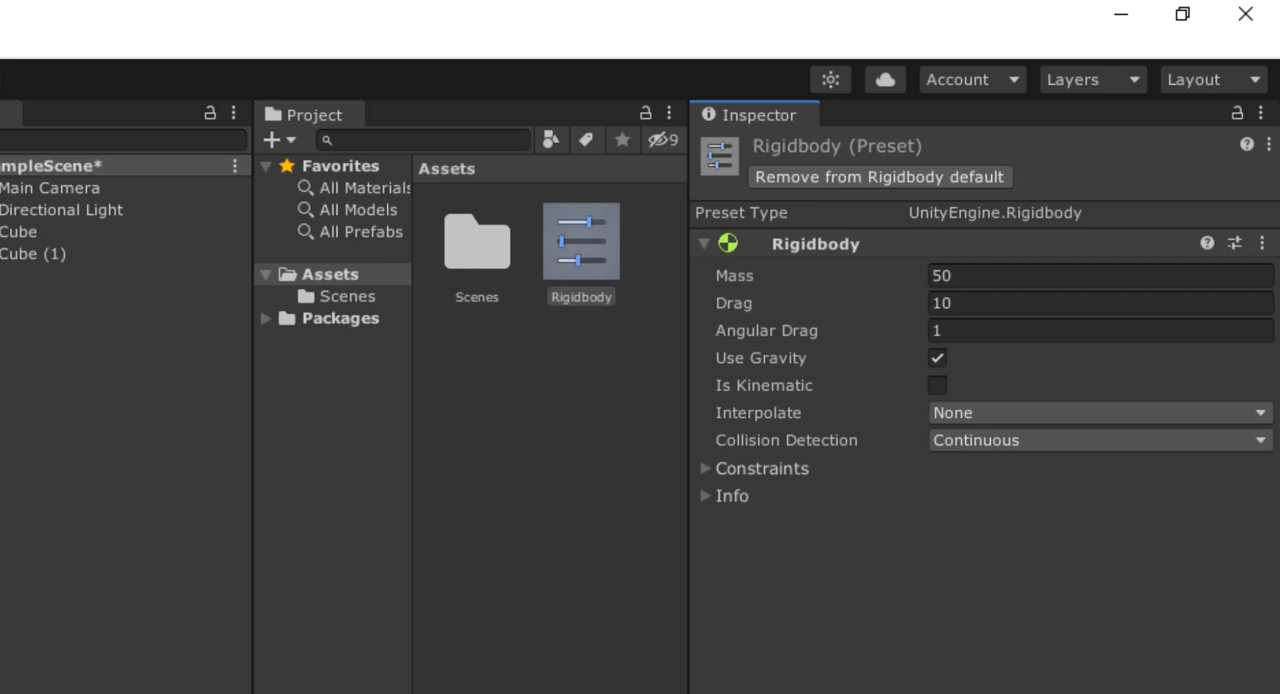 Account
Layers
Layout
Project
Inspector
9
Rigidbody (Preset)
Remove from Rigidbody default
ampleScene*
Main Camera
Directional Light
Cube
Cube (1)
Favorites
All Materials
All Models
All Prefabs
Assets
Scenes
Packages
Assets
Scenes
Rigidbody
Preset Type UnityEngine.Rigidbody
Rigidbody
Mass 50
Drag 10
Angular Drag 1
Use Gravity
Is Kinematic
Interpolate None
Collision Detection Continuous
Constraints
Info